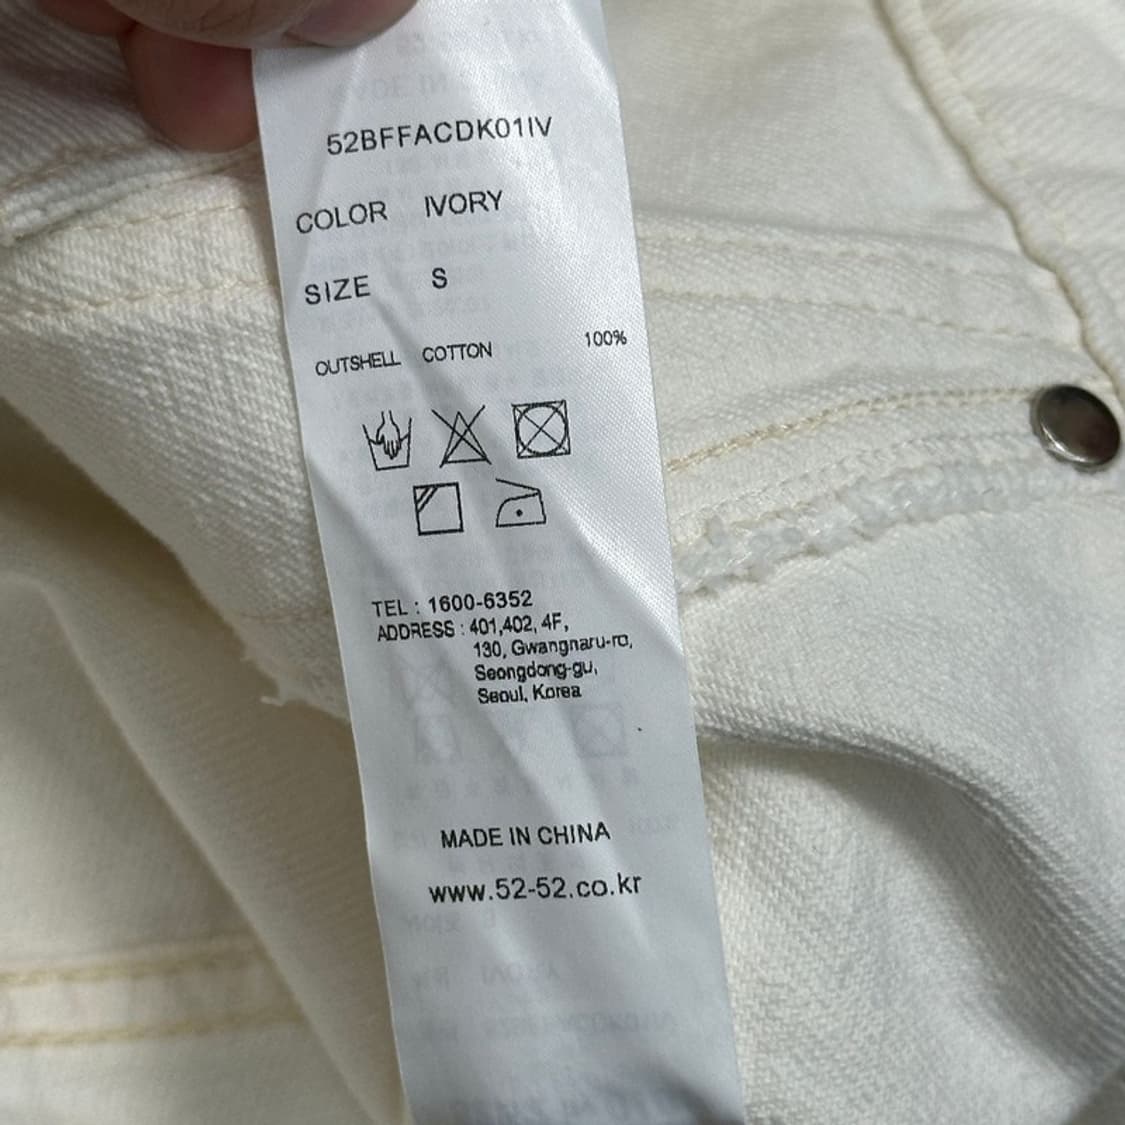 52BFFACDK01IV
COLOR IVORY
SIZE S
OUTSHELL COTTON 100%
TEL : 1600-6352
ADDRESS : 401,402, 4F,
130, Gwangnaru-ro,
Seongdong-gu,
Seoul, Korea
MADE IN CHINA
www.52-52.co.kr